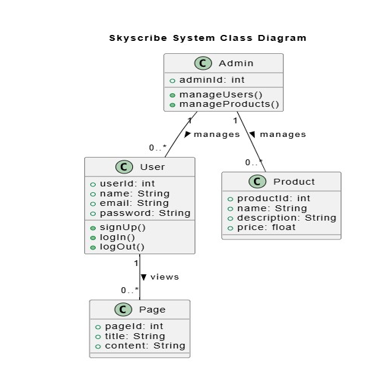 Skyscribe System Class Diagram
C Admin
adminId: int
manageUsers()
manageProducts()
1 1
manages manages
0..* 0..*
C User
userId: int
name: String
email: String
password: String
signUp()
logIn()
logOut()
C Product
productId: int
name: String
description: String
price: float
1
views
0..*
C Page
pageId: int
title: String
content: String